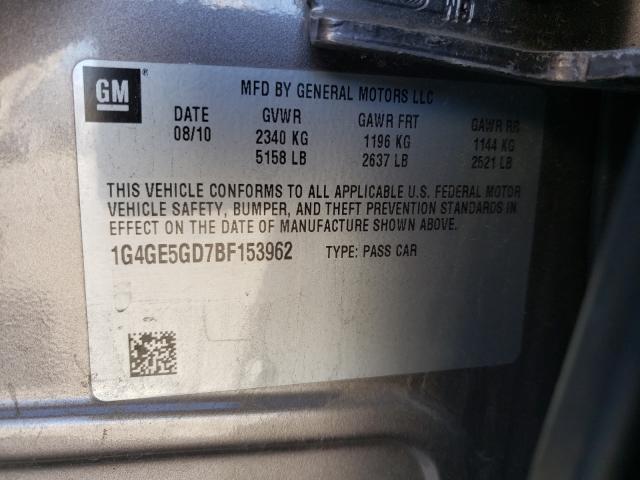 GM
MFD BY GENERAL MOTORS LLC
DATE GVWR GAWR FRT GAWR RR
08/10 2340 KG 1196 KG 1144 KG
5158 LB 2637 LB 2521 LB
THIS VEHICLE CONFORMS TO ALL APPLICABLE U.S. FEDERAL MOTOR
VEHICLE SAFETY, BUMPER, AND THEFT PREVENTION STANDARDS IN
EFFECT ON THE DATE OF MANUFACTURE SHOWN ABOVE.
1G4GE5GD7BF153962 TYPE: PASS CAR